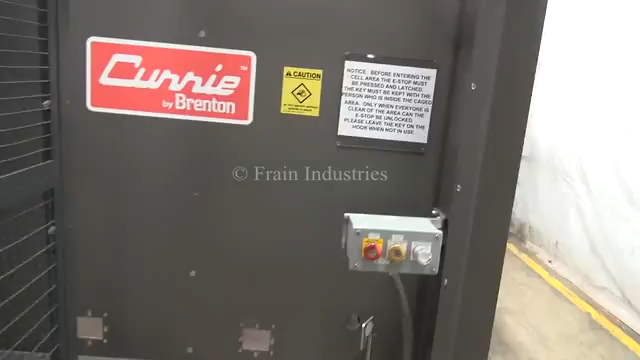 Currie™
by Brenton
CAUTION
NOTICE: BEFORE ENTERING THE
CELL AREA THE E-STOP MUST
BE PRESSED AND LATCHED.
THE KEY MUST BE KEPT WITH THE
PERSON WHO IS INSIDE THE CAGED
AREA. ONLY WHEN EVERYONE IS
CLEAR OF THE AREA CAN THE
E-STOP BE UNLOCKED.
PLEASE LEAVE THE KEY ON THE
HOOK WHEN NOT IN USE.
© Frain Industries